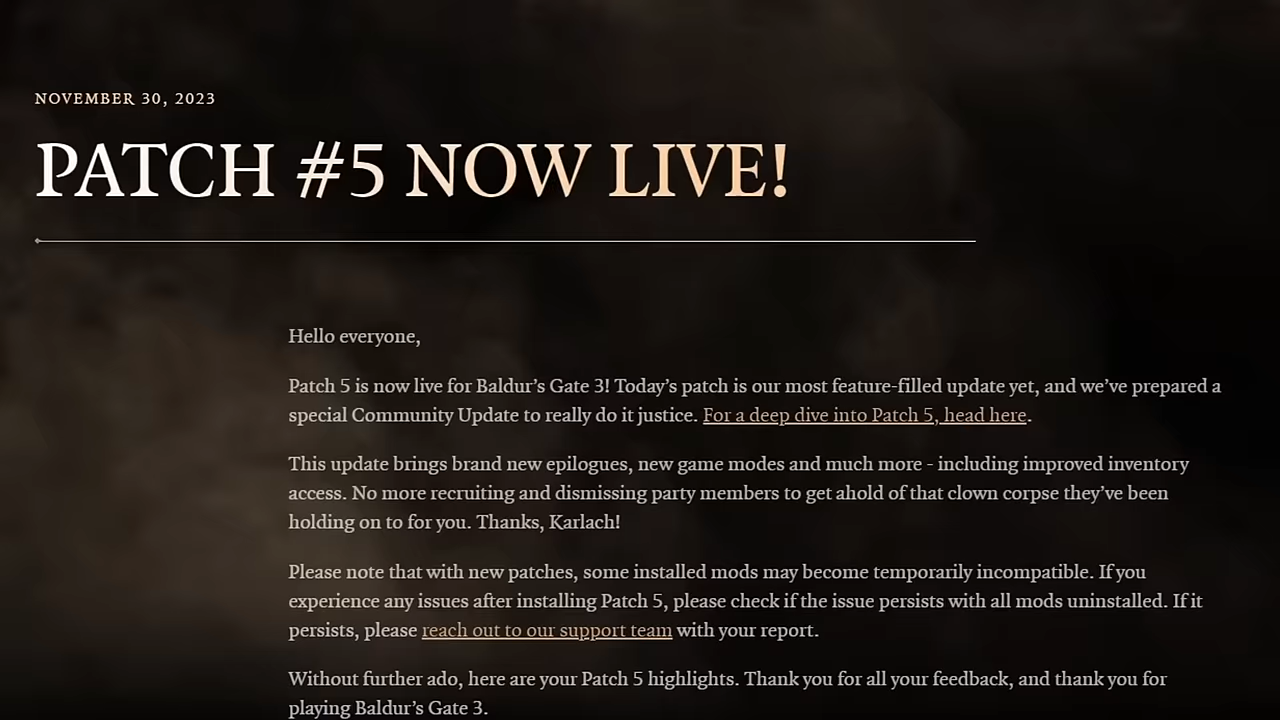 NOVEMBER 30, 2023
PATCH #5 NOW LIVE!
Hello everyone,
Patch 5 is now live for Baldur’s Gate 3! Today’s patch is our most feature-filled update yet, and we’ve prepared a
special Community Update to really do it justice. For a deep dive into Patch 5, head here.
This update brings brand new epilogues, new game modes and much more - including improved inventory
access. No more recruiting and dismissing party members to get ahold of that clown corpse they’ve been
holding on to for you. Thanks, Karlach!
Please note that with new patches, some installed mods may become temporarily incompatible. If you
experience any issues after installing Patch 5, please check if the issue persists with all mods uninstalled. If it
persists, please reach out to our support team with your report.
Without further ado, here are your Patch 5 highlights. Thank you for all your feedback, and thank you for
playing Baldur’s Gate 3.